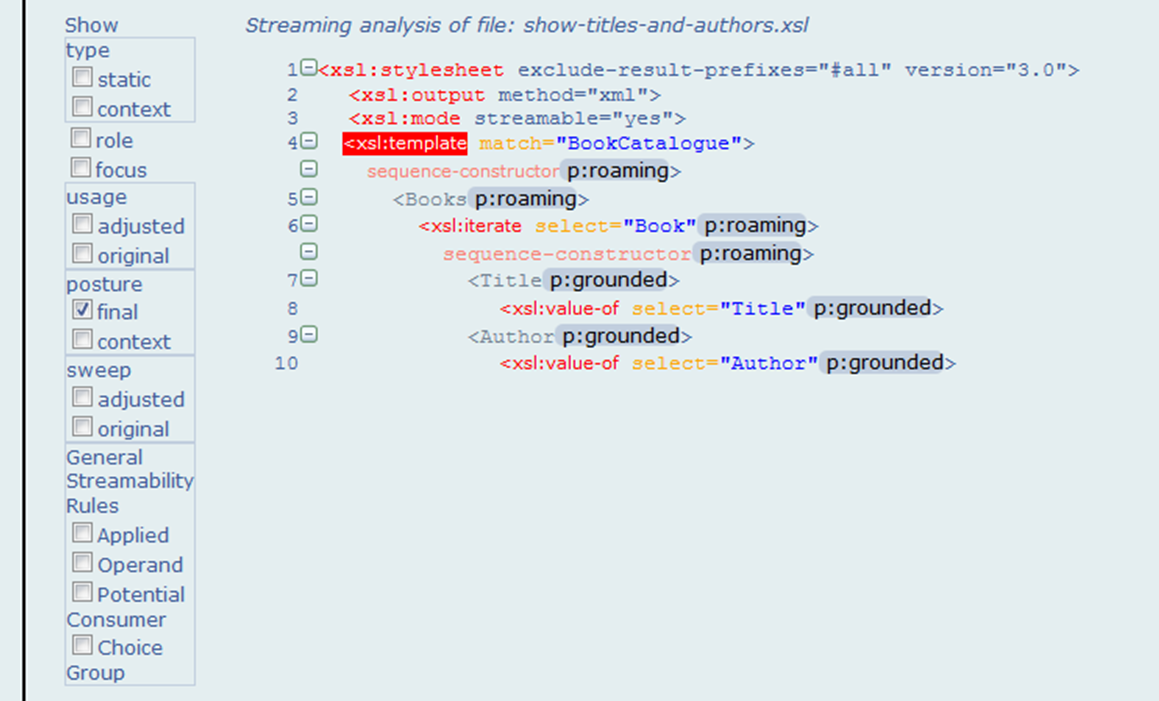 Show
type
static
context
role
focus
usage
adjusted
original
posture
final
context
sweep
adjusted
original
General
Streamability
Rules
Applied
Operand
Potential
Consumer
Choice
Group
Streaming analysis of file: show-titles-and-authors.xsl
1 <xsl:stylesheet exclude-result-prefixes="#all" version="3.0">
2 <xsl:output method="xml">
3 <xsl:mode streamable="yes">
4 <xsl:template match="BookCatalogue">
sequence-constructor p:roaming>
5 <Books p:roaming>
6 <xsl:iterate select="Book" p:roaming>
sequence-constructor p:roaming>
7 <Title p:grounded>
8 <xsl:value-of select="Title" p:grounded>
9 <Author p:grounded>
10 <xsl:value-of select="Author" p:grounded>